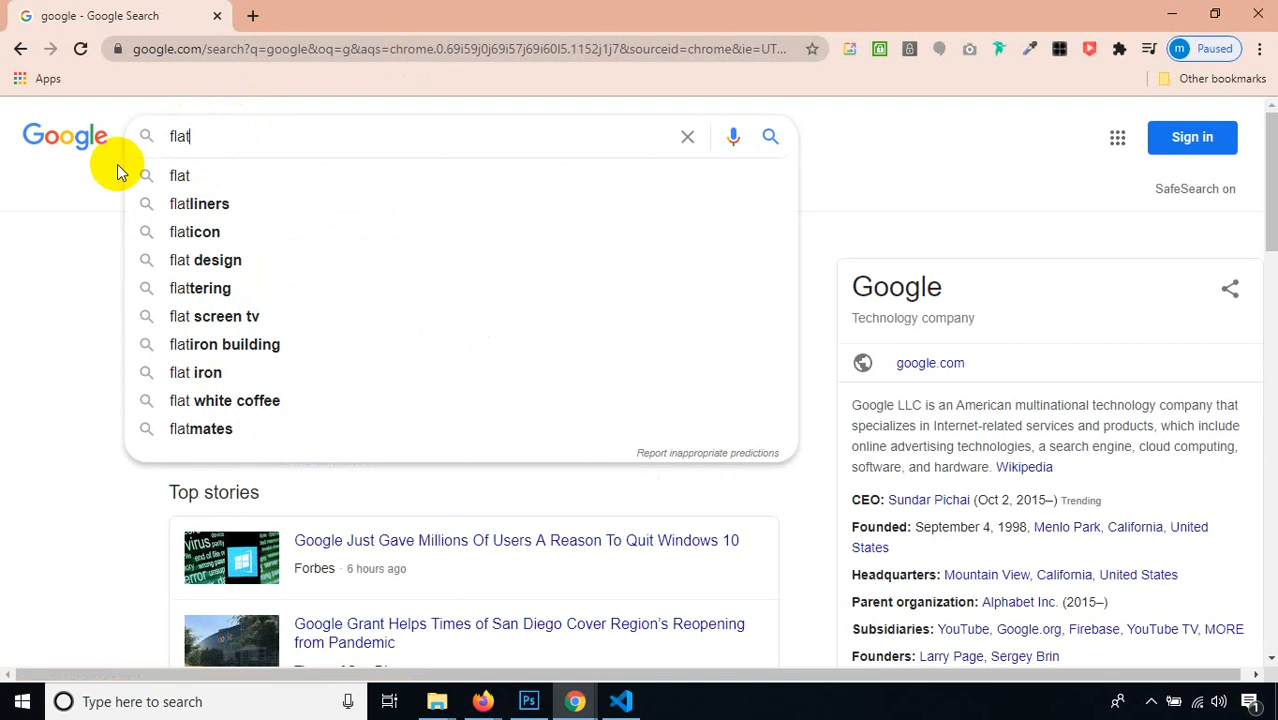 google - Google Search
google.com/search?q=google&oq=g&aqs=chrome.0.69i59j0j69i57j69i60l5.1152j1j7&sourceid=chrome&ie=UT...
m Paused
Apps
Other bookmarks
Google
flat
Sign in
SafeSearch on
flat
flatliners
flaticon
flat design
flattering
flat screen tv
flatiron building
flat iron
flat white coffee
flatmates
Report inappropriate predictions
Top stories
Google Just Gave Millions Of Users A Reason To Quit Windows 10
Forbes · 6 hours ago
Google Grant Helps Times of San Diego Cover Region's Reopening
from Pandemic
Google
Technology company
google.com
Google LLC is an American multinational technology company that
specializes in Internet-related services and products, which include
online advertising technologies, a search engine, cloud computing,
software, and hardware. Wikipedia
CEO: Sundar Pichai (Oct 2, 2015–) Trending
Founded: September 4, 1998, Menlo Park, California, United
States
Headquarters: Mountain View, California, United States
Parent organization: Alphabet Inc. (2015–)
Subsidiaries: YouTube, Google.org, Firebase, YouTube TV, MORE
Founders: Larry Page, Sergey Brin
Type here to search
Ps
1